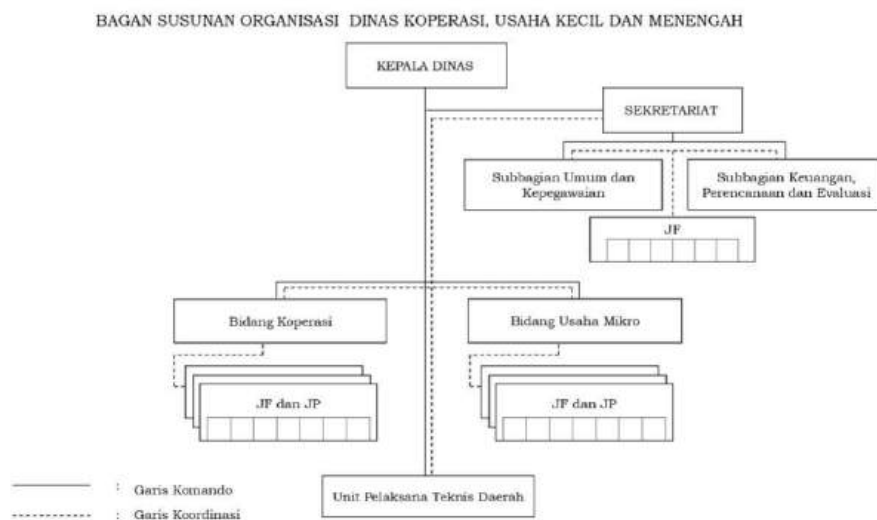 BAGAN SUSUNAN ORGANISASI DINAS KOPERASI, USAHA KECIL DAN MENENGAH
KEPALA DINAS
SEKRETARIAT
Subbagian Umum dan
Kepegawaian
Subbagian Keuangan,
Perencanaan dan Evaluasi
JF
Bidang Koperasi
Bidang Usaha Mikro
JF dan JP
JF dan JP
Unit Pelaksana Teknis Daerah
: Garis Komando
: Garis Koordinasi